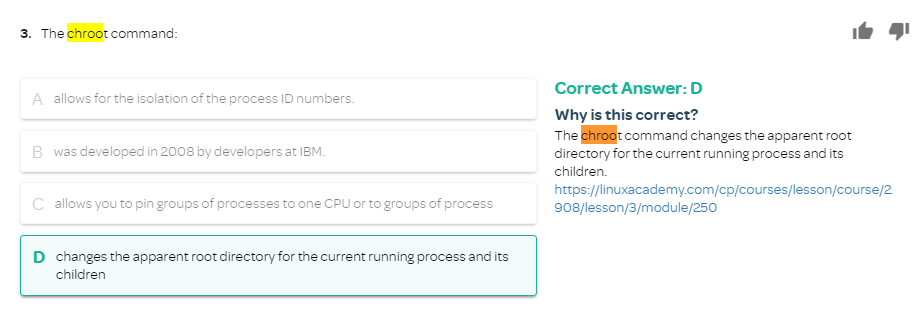 3. The chroot command:
A allows for the isolation of the process ID numbers.
B was developed in 2008 by developers at IBM.
C allows you to pin groups of processes to one CPU or to groups of process
D changes the apparent root directory for the current running process and its
children
Correct Answer: D
Why is this correct?
The chroot command changes the apparent root
directory for the current running process and its
children.
https://linuxacademy.com/cp/courses/lesson/course/2
908/lesson/3/module/250